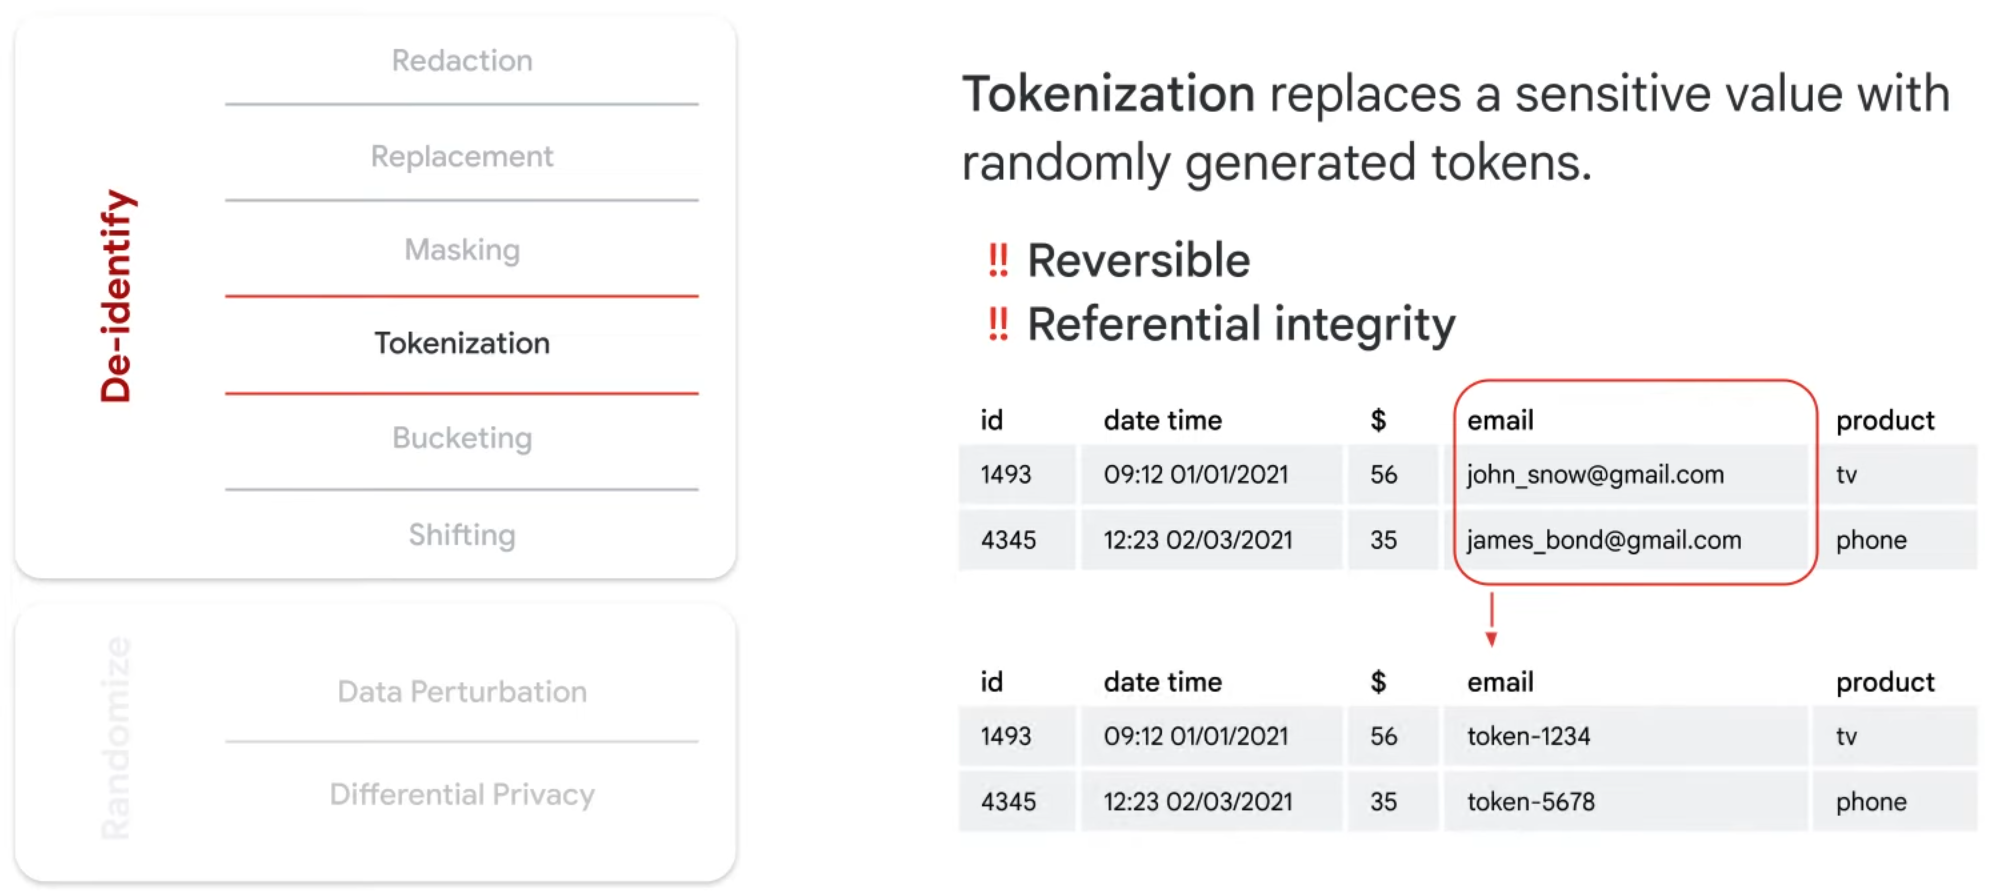 De-identify
Redaction
Replacement
Masking
Tokenization
Bucketing
Shifting
Randomize
Data Perturbation
Differential Privacy
Tokenization replaces a sensitive value with
randomly generated tokens.
!! Reversible
!! Referential integrity
id date time $ email product
1493 09:12 01/01/2021 56 john_snow@gmail.com tv
4345 12:23 02/03/2021 35 james_bond@gmail.com phone
id date time $ email product
1493 09:12 01/01/2021 56 token-1234 tv
4345 12:23 02/03/2021 35 token-5678 phone